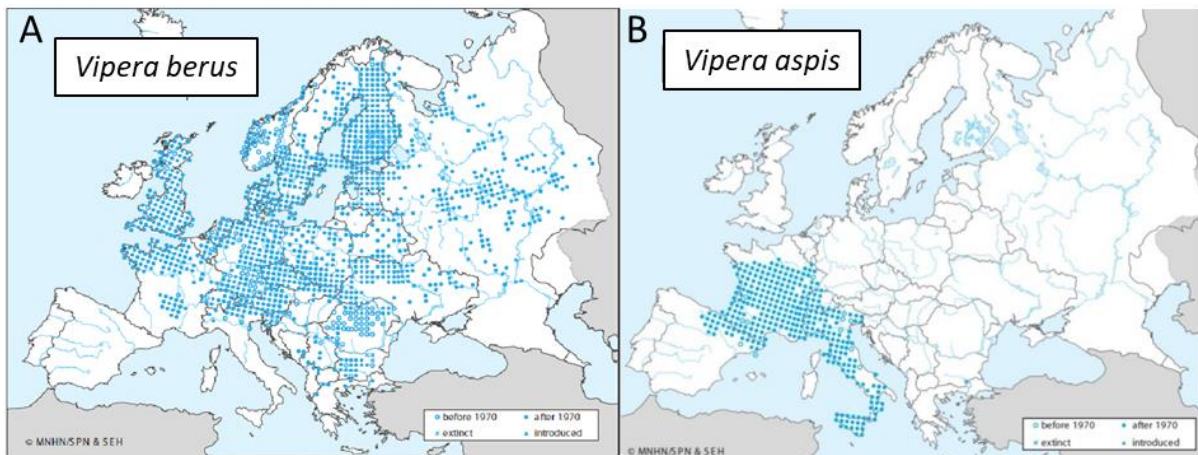 A
Vipera berus
before 1970
after 1970
extinct
introduced
© MNHN/SPN & SEH
B
Vipera aspis
before 1970
after 1970
extinct
introduced
© MNHN/SPN & SEH